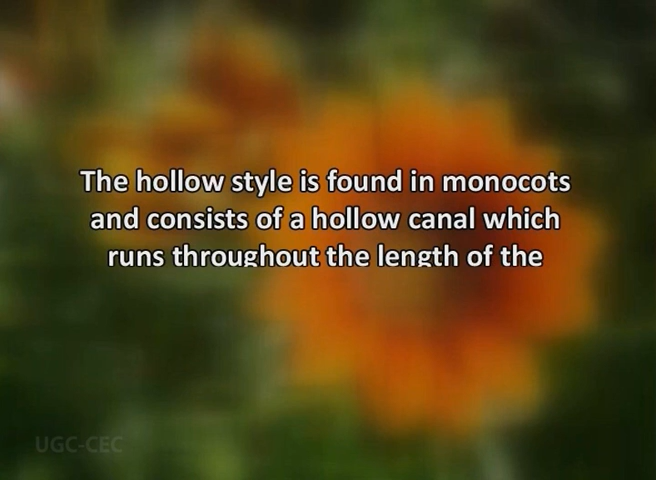 The hollow style is found in monocots
and consists of a hollow canal which
runs throughout the length of the
UGC-CEC